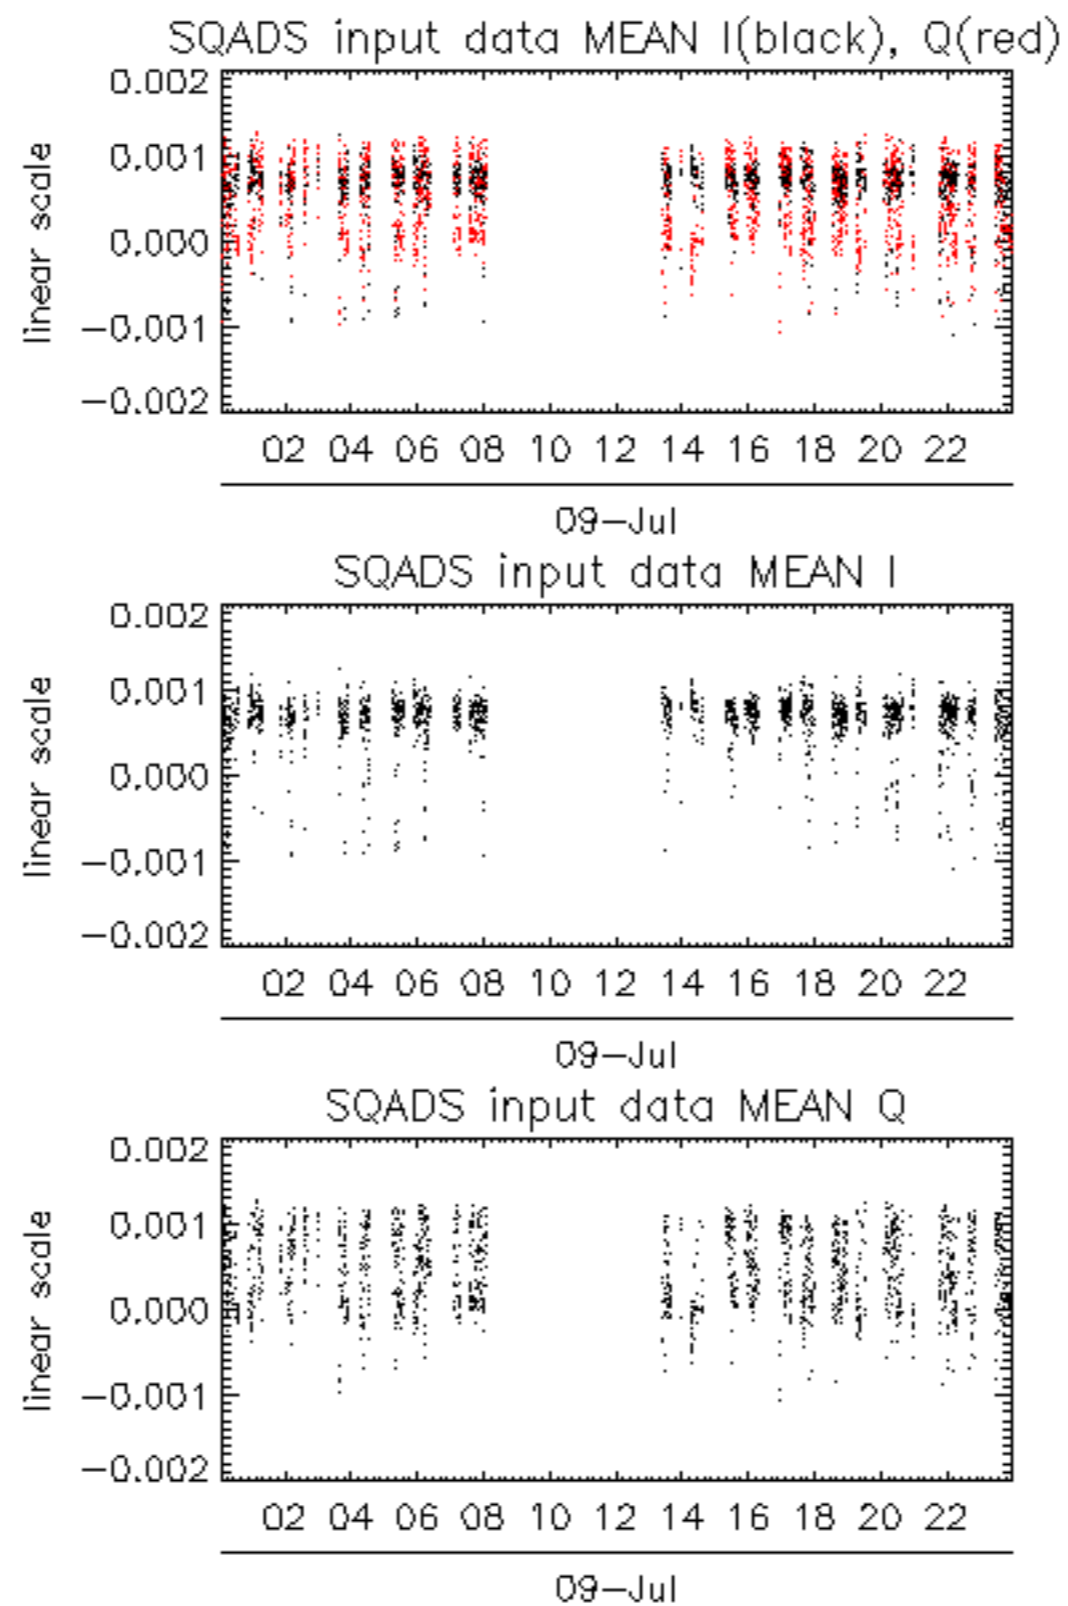 SQADS input data MEAN I(black), Q(red)
linear scale
0.002
0.001
0.000
−0.001
−0.002
02 04 06 08 10 12 14 16 18 20 22
09−Jul
SQADS input data MEAN I
linear scale
0.002
0.001
0.000
−0.001
−0.002
02 04 06 08 10 12 14 16 18 20 22
09−Jul
SQADS input data MEAN Q
linear scale
0.002
0.001
0.000
−0.001
−0.002
02 04 06 08 10 12 14 16 18 20 22
09−Jul